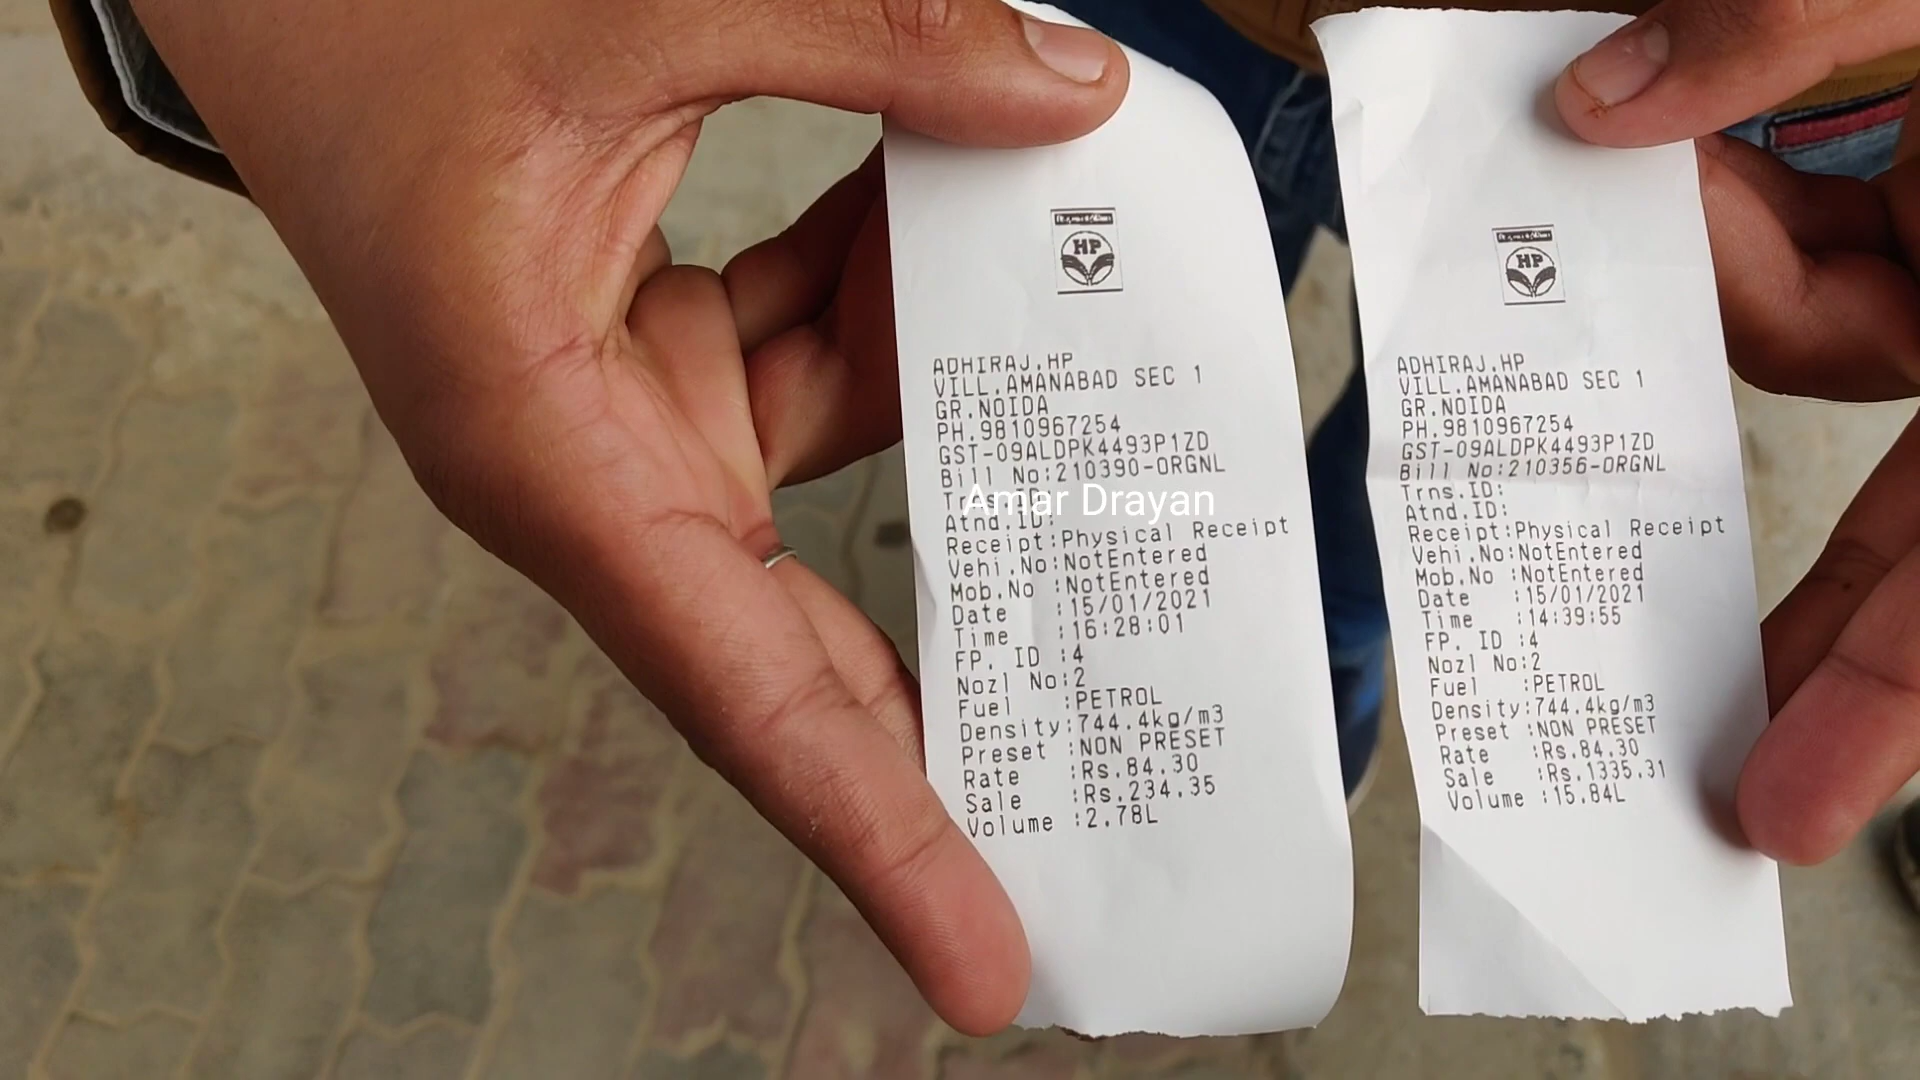 HP
ADHIRAJ.HP
VILL.AMANABAD SEC 1
GR.NOIDA
PH.9810967254
GST-09ALDPK4493P1ZD
Bill No:210390-ORGNL
Trns.ID:
Atnd.ID:
Receipt:Physical Receipt
Vehi.No:NotEntered
Mob.No :NotEntered
Date :15/01/2021
Time :16:28:01
FP. ID :4
Nozl No:2
Fuel :PETROL
Density:744.4kg/m3
Preset :NON PRESET
Rate :Rs.84.30
Sale :Rs.234.35
Volume :2.78L
Amar Drayan
HP
ADHIRAJ.HP
VILL.AMANABAD SEC 1
GR.NOIDA
PH.9810967254
GST-09ALDPK4493P1ZD
Bill No:210356-ORGNL
Trns.ID:
Atnd.ID:
Receipt:Physical Receipt
Vehi.No:NotEntered
Mob.No :NotEntered
Date :15/01/2021
Time :14:39:55
FP. ID :4
Nozl No:2
Fuel :PETROL
Density:744.4kg/m3
Preset :NON PRESET
Rate :Rs.84.30
Sale :Rs.1335.31
Volume :15.84L